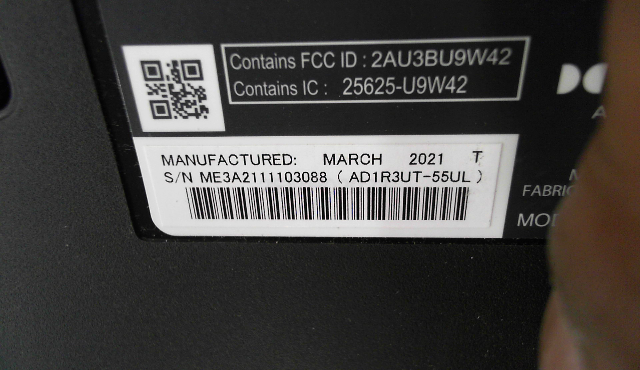 Contains FCC ID : 2AU3BU9W42
Contains IC : 25625-U9W42
MANUFACTURED: MARCH 2021 T
S/N ME3A2111103088 ( AD1R3UT-55UL )